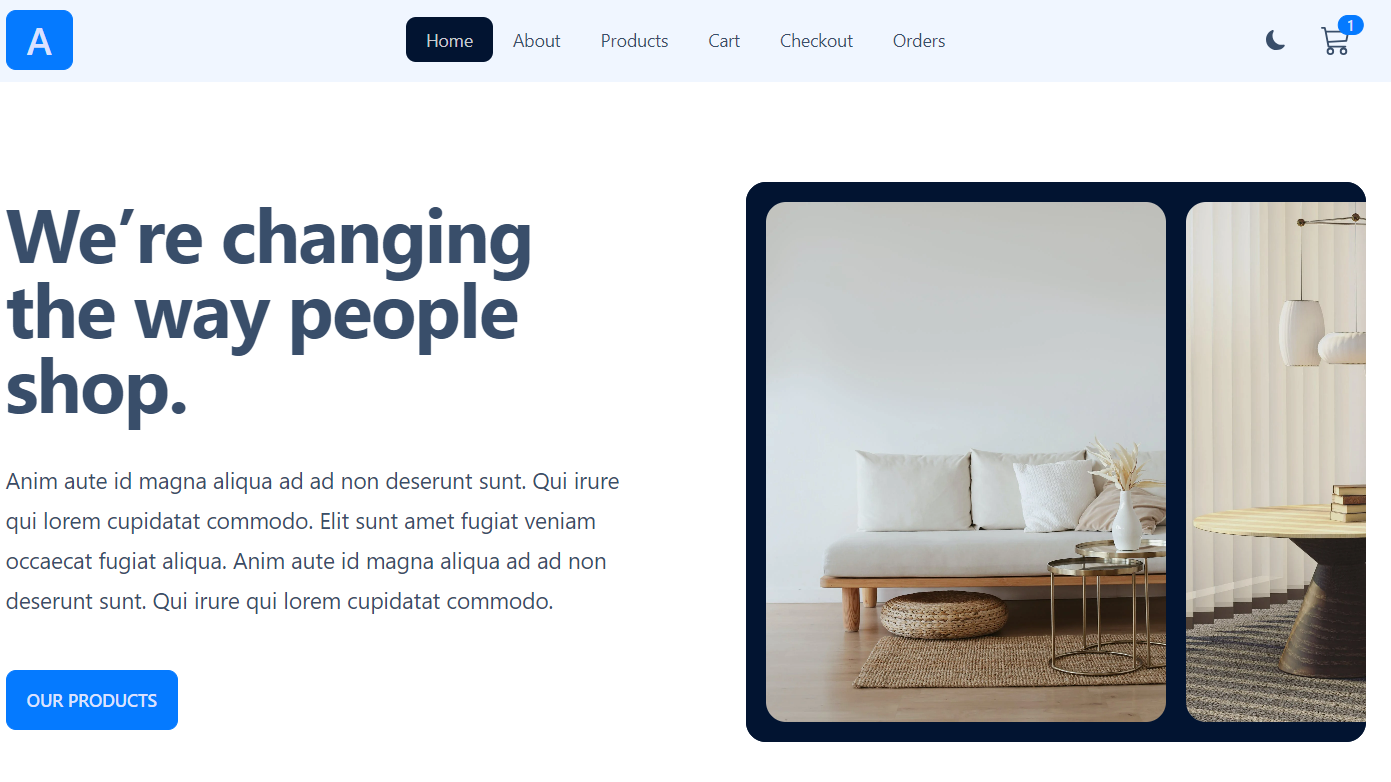 A
Home About Products Cart Checkout Orders
1
We’re changing
the way people
shop.
Anim aute id magna aliqua ad ad non deserunt sunt. Qui irure
qui lorem cupidatat commodo. Elit sunt amet fugiat veniam
occaecat fugiat aliqua. Anim aute id magna aliqua ad ad non
deserunt sunt. Qui irure qui lorem cupidatat commodo.
OUR PRODUCTS